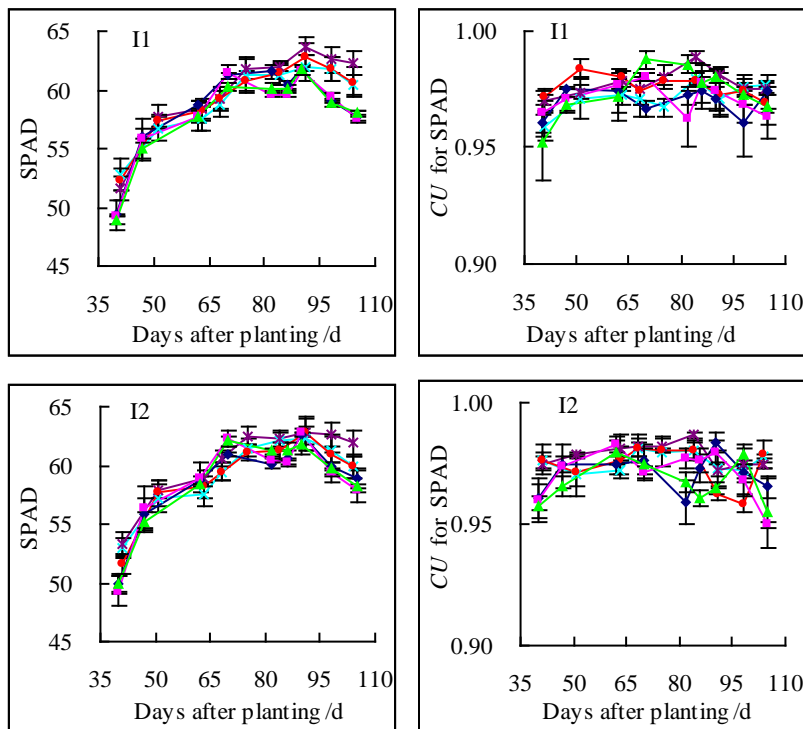 I1
65
60
55
50
45
SPAD
35 50 65 80 95 110
Days after planting /d
I1
1.00
0.95
0.90
CU for SPAD
35 50 65 80 95 110
Days after planting /d
I2
65
60
55
50
45
SPAD
35 50 65 80 95 110
Days after planting /d
I2
1.00
0.95
0.90
CU for SPAD
35 50 65 80 95 110
Days after planting /d